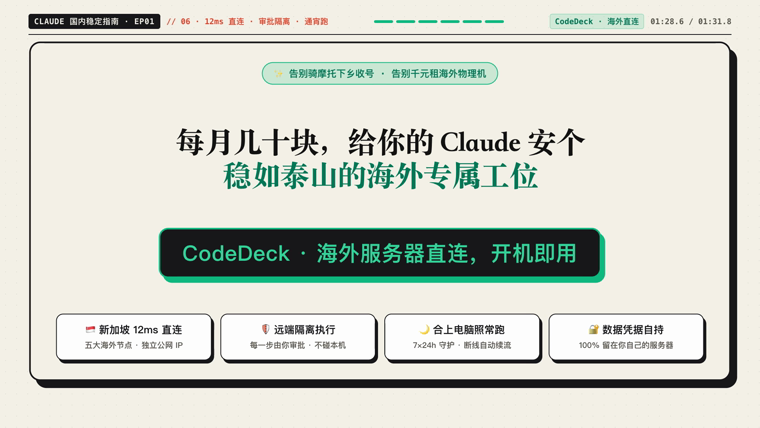 CLAUDE 国内稳定指南 · EP01
// 06 · 12ms 直连 · 审批隔离 · 通宵跑
CodeDeck · 海外直连
01:28.6 / 01:31.8
告别骑摩托下乡收号 · 告别千元租海外物理机
每月几十块，给你的 Claude 安个
稳如泰山的海外专属工位
CodeDeck · 海外服务器直连，开机即用
新加坡 12ms 直连
五大海外节点 · 独立公网 IP
远端隔离执行
每一步由你审批 · 不碰本机
合上电脑照常跑
7×24h 守护 · 断线自动续流
数据凭据自持
100% 留在你自己的服务器